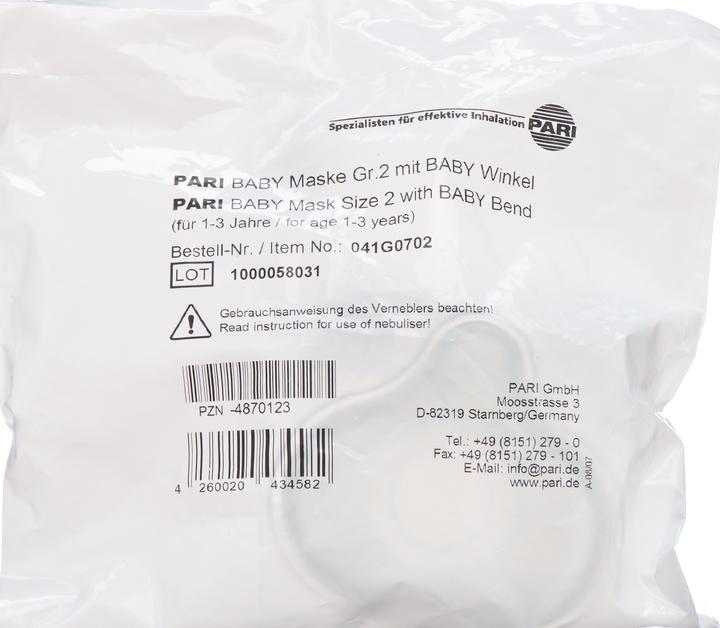 Spezialisten für effektive Inhalation PARI
PARI BABY Maske Gr.2 mit BABY Winkel
PARI BABY Mask Size 2 with BABY Bend
(für 1-3 Jahre / for age 1-3 years)
Bestell-Nr. / Item No.: 041G0702
LOT 1000058031
Gebrauchsanweisung des Verneblers beachten!
Read instruction for use of nebuliser!
PZN -4870123
4 260020 434582
PARI GmbH
Moosstrasse 3
D-82319 Starnberg/Germany
Tel.: +49 (8151) 279 - 0
Fax: +49 (8151) 279 - 101
E-Mail: info@pari.de
www.pari.de
A-06/07